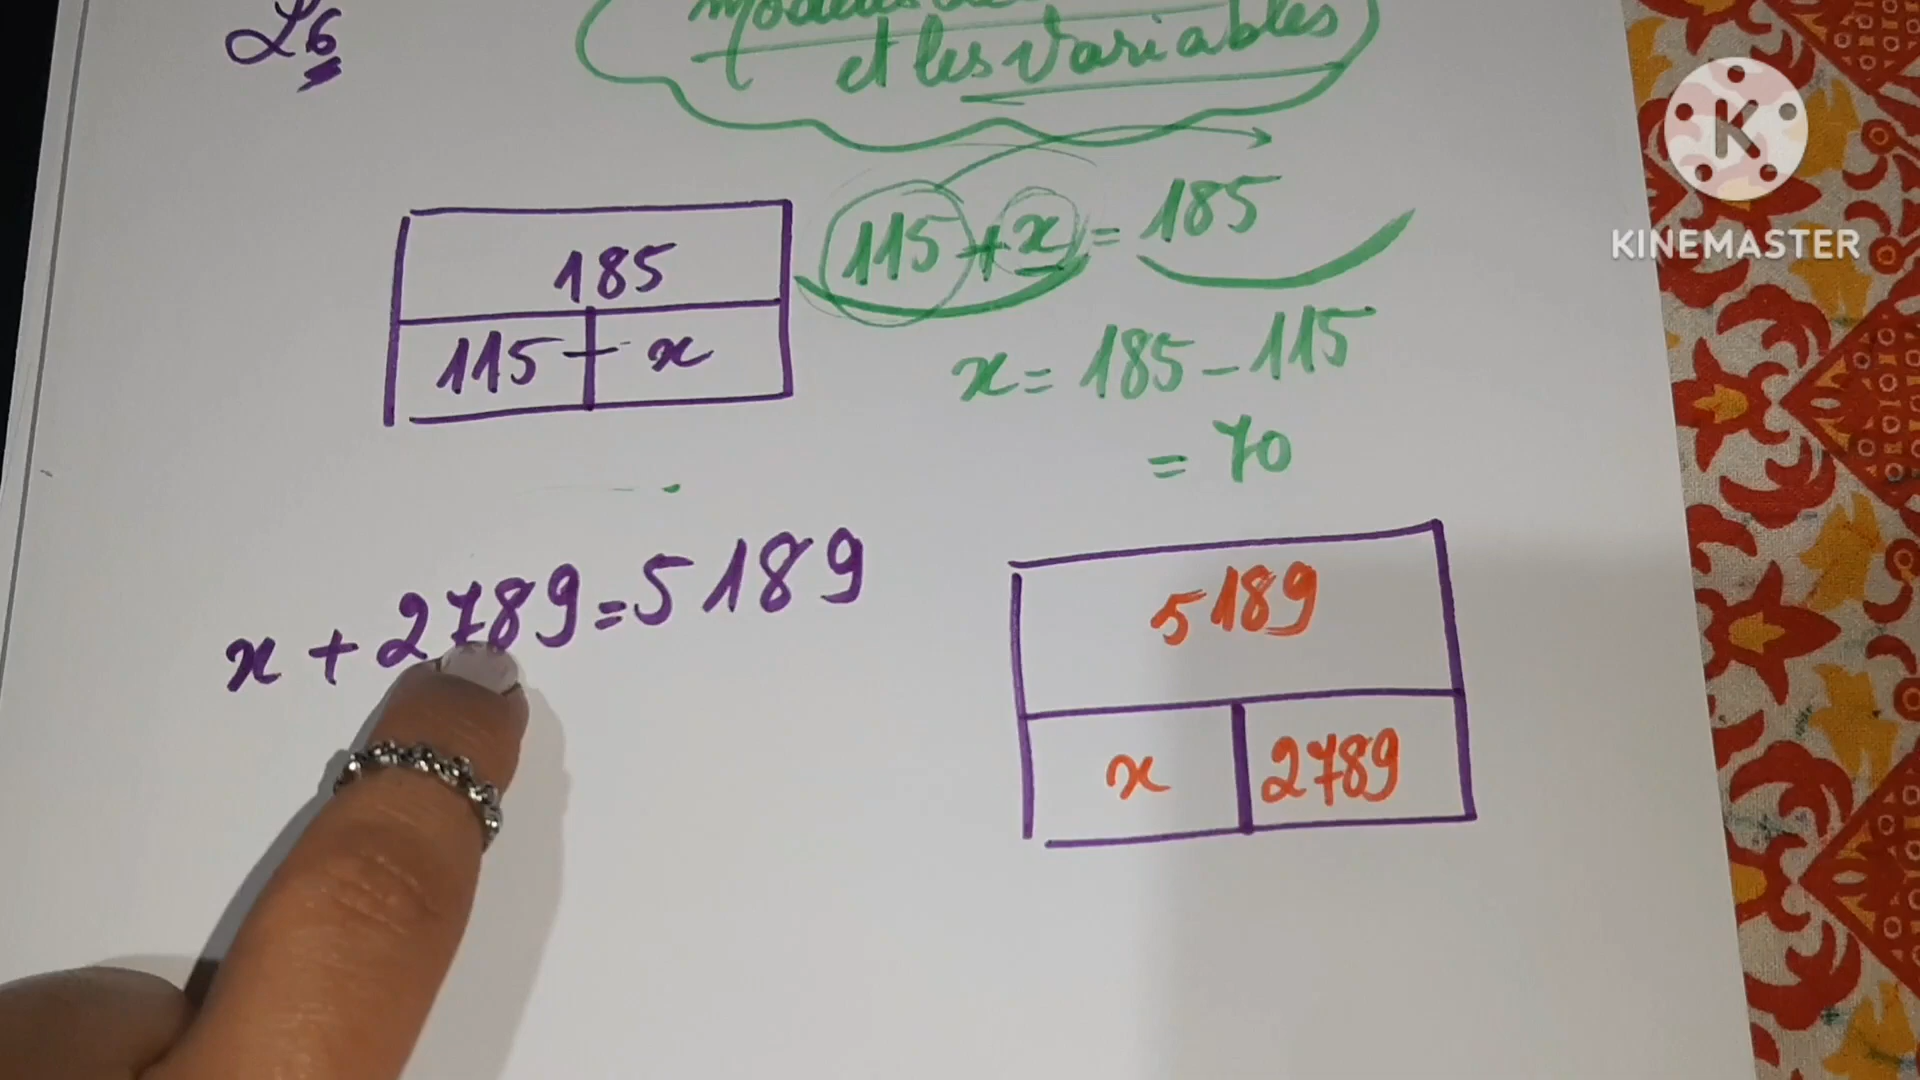 L6
et les variables
115 + x = 185
185
115 + x
x = 185 - 115
= 70
x + 2789 = 5189
5189
x 2789
K
KINEMASTER